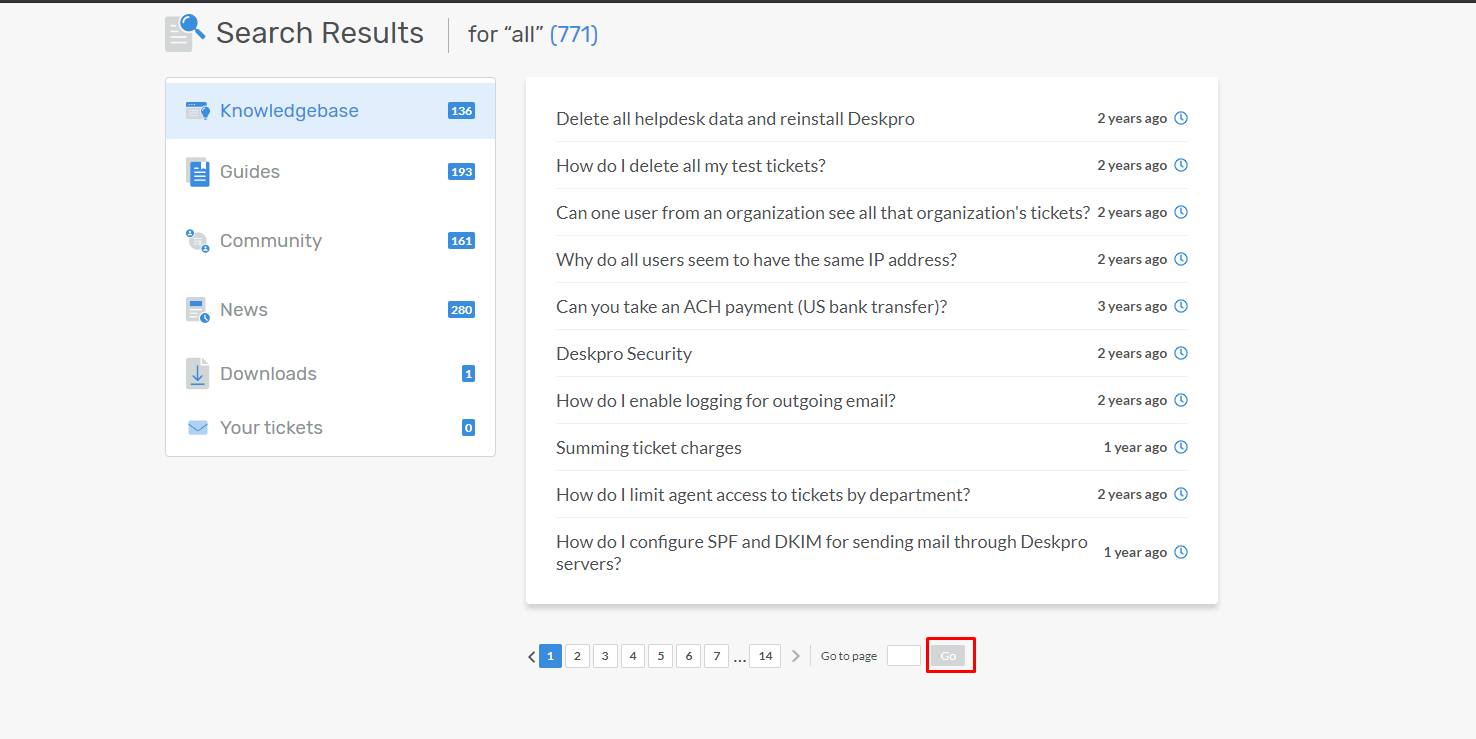 Search Results for “all” (771)
Knowledgebase 136
Guides 193
Community 161
News 280
Downloads 1
Your tickets 0
Delete all helpdesk data and reinstall Deskpro 2 years ago
How do I delete all my test tickets? 2 years ago
Can one user from an organization see all that organization's tickets? 2 years ago
Why do all users seem to have the same IP address? 2 years ago
Can you take an ACH payment (US bank transfer)? 3 years ago
Deskpro Security 2 years ago
How do I enable logging for outgoing email? 2 years ago
Summing ticket charges 1 year ago
How do I limit agent access to tickets by department? 2 years ago
How do I configure SPF and DKIM for sending mail through Deskpro
servers? 1 year ago
1 2 3 4 5 6 7 ... 14 Go to page Go